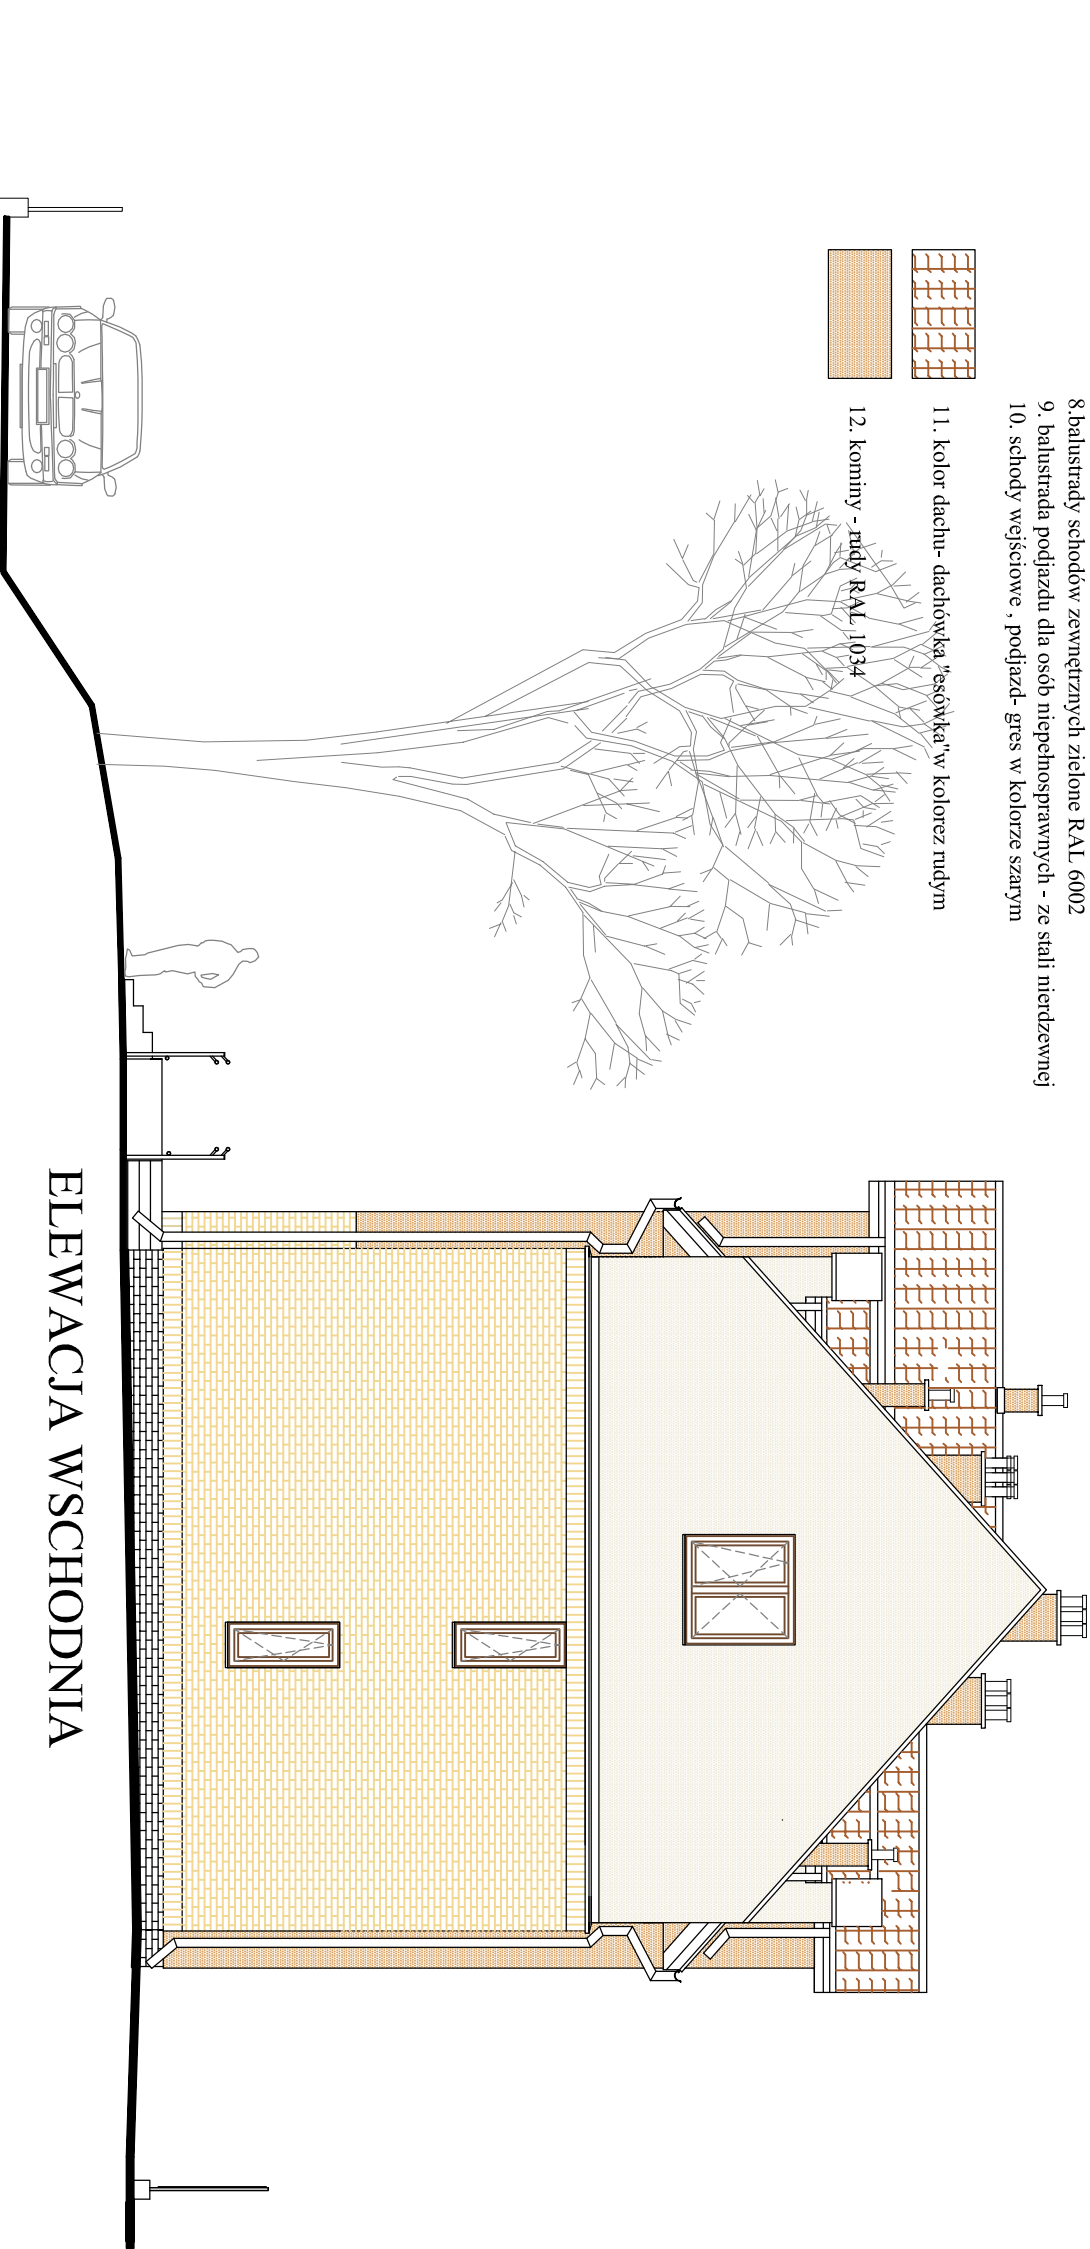 8.balustrady schodów zewnętrznych zielone RAL 6002
9. balustrada podjazdu dla osób niepełnosprawnych - ze stali nierdzewnej
10. schody wejściowe , podjazd- gres w kolorze szarym
11. kolor dachu- dachówka "esówka"w kolorez rudym
12. kominy - rudy RAL 1034
ELEWACJA WSCHODNIA